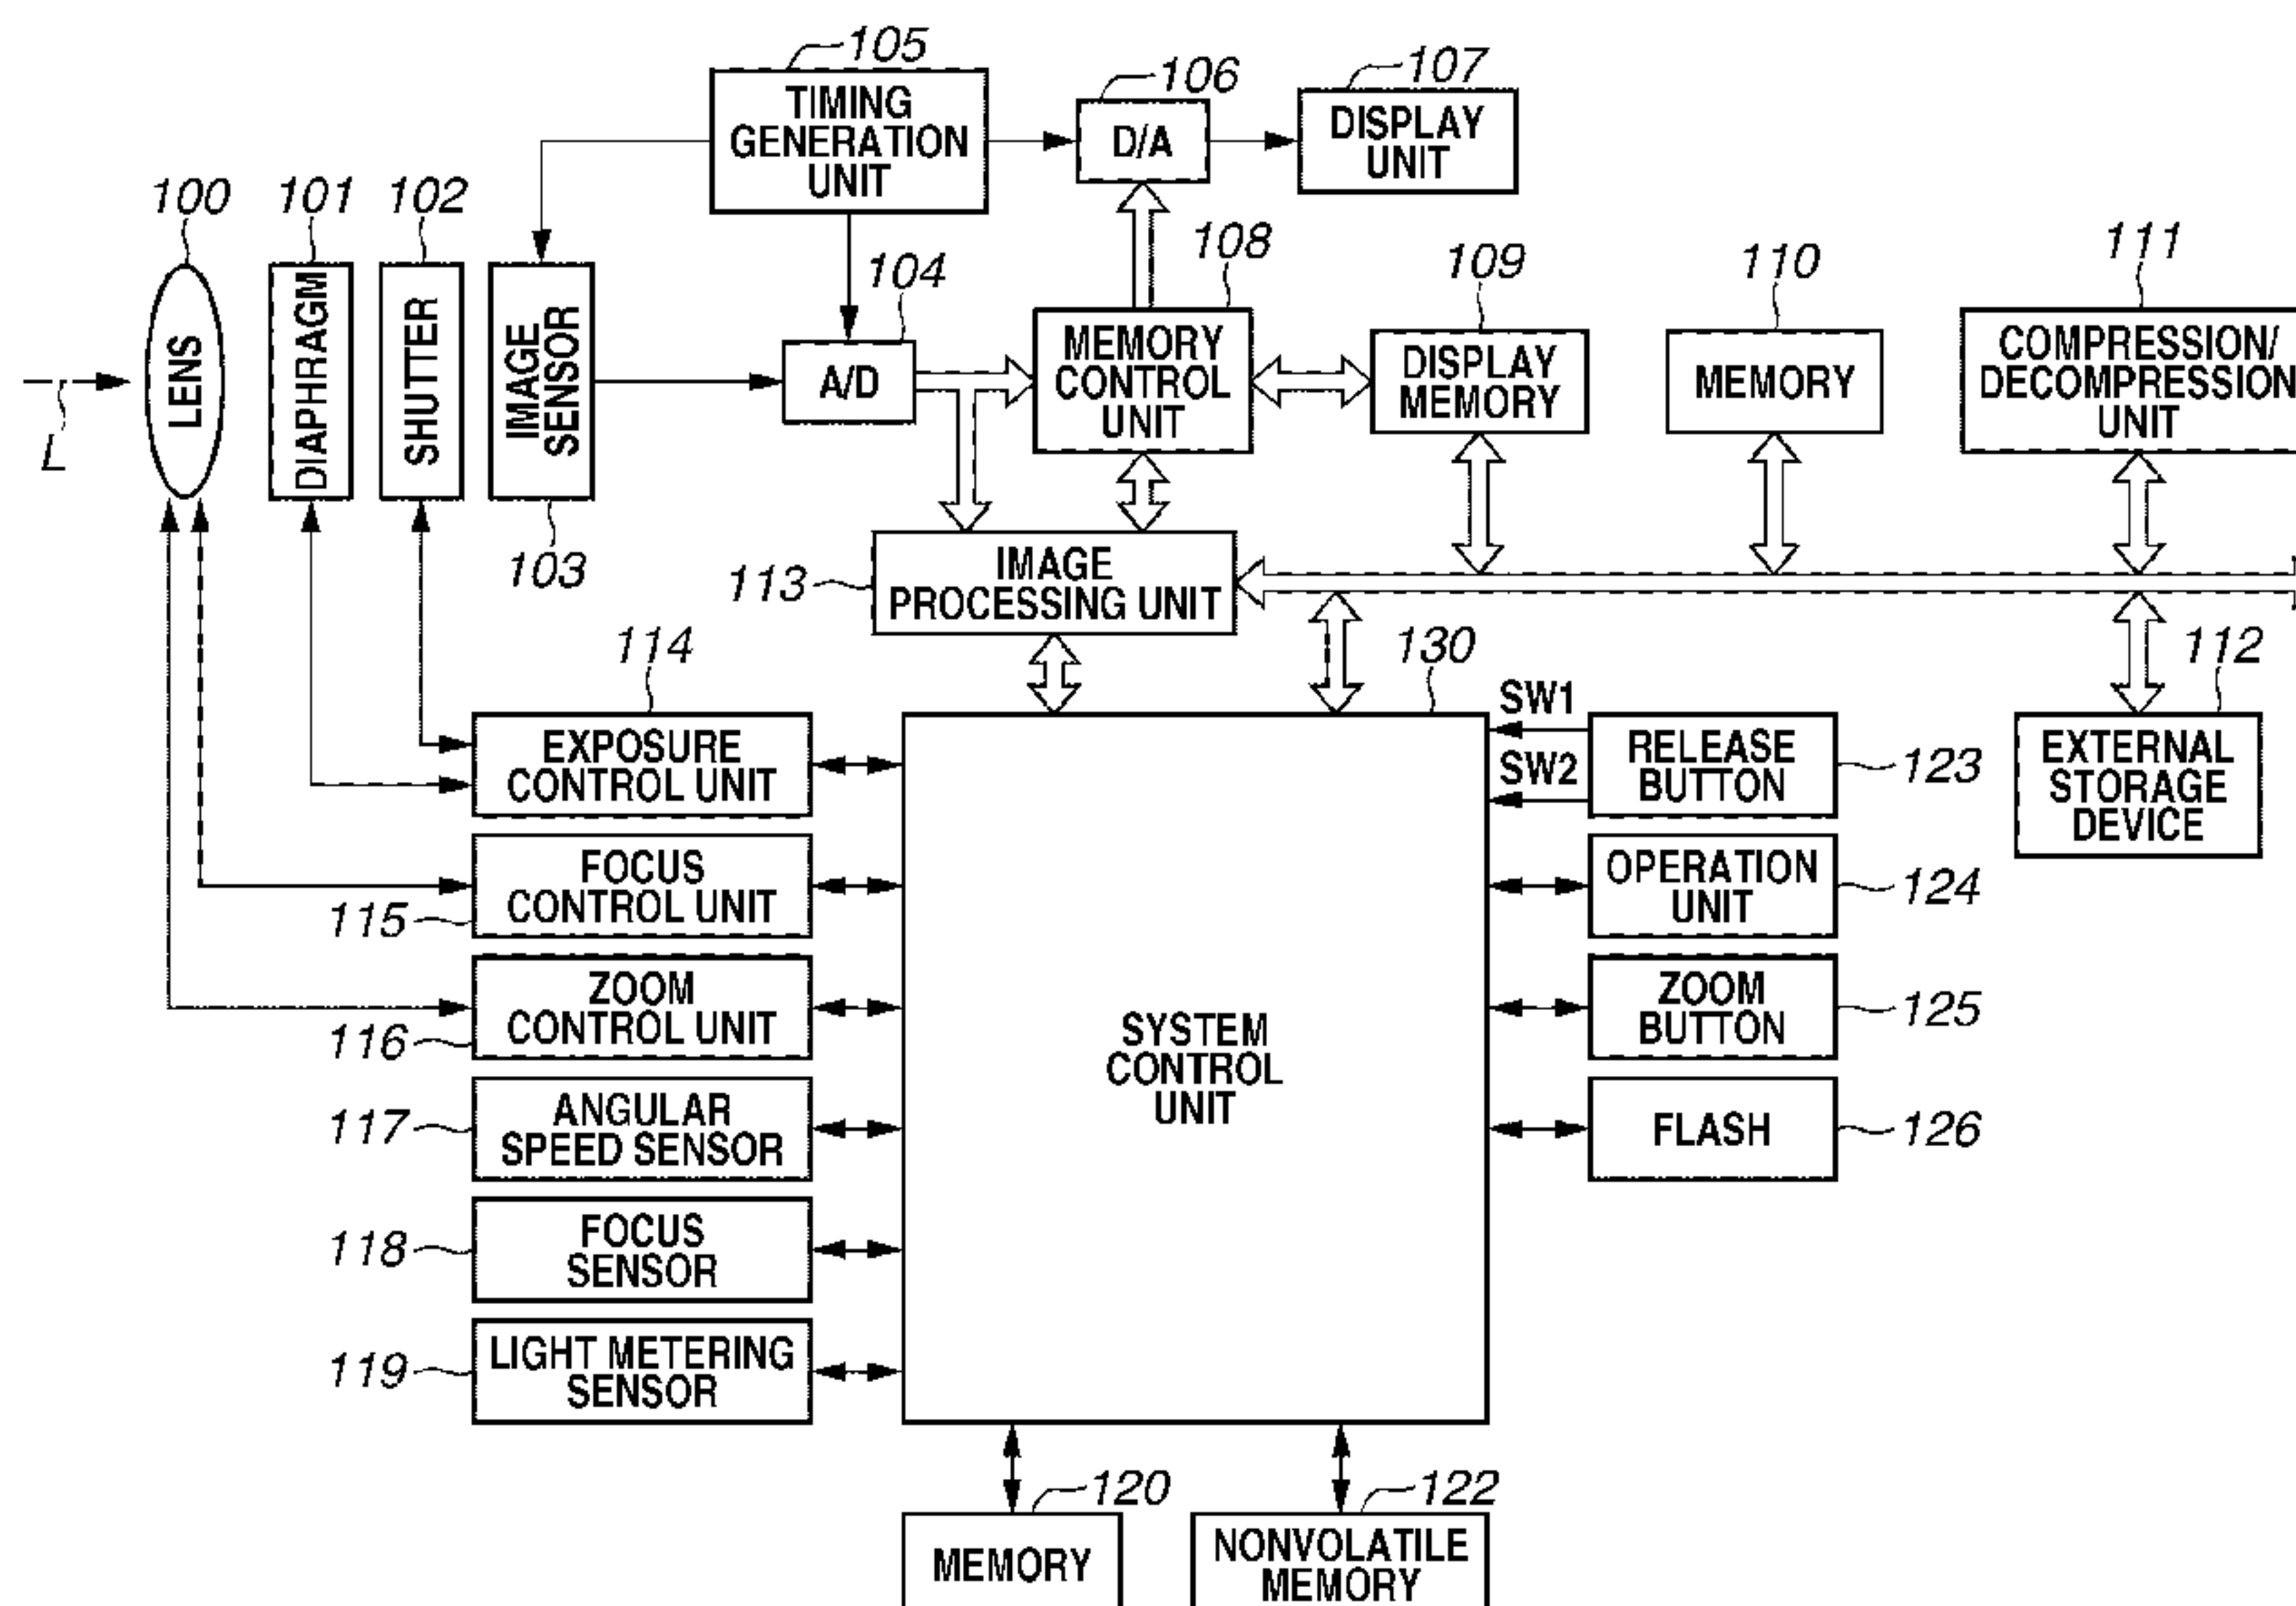 105
TIMING
GENERATION
UNIT
106
D/A
107
DISPLAY
UNIT
100
LENS
101
DIAPHRAGM
102
SHUTTER
IMAGE
SENSOR
103
104
A/D
108
MEMORY
CONTROL
UNIT
109
DISPLAY
MEMORY
110
MEMORY
111
COMPRESSION/
DECOMPRESSION
UNIT
L
113
IMAGE
PROCESSING UNIT
114
EXPOSURE
CONTROL UNIT
130
SYSTEM
CONTROL
UNIT
SW1
SW2
RELEASE
BUTTON
123
112
EXTERNAL
STORAGE
DEVICE
115
FOCUS
CONTROL UNIT
OPERATION
UNIT
124
116
ZOOM
CONTROL UNIT
ZOOM
BUTTON
125
117
ANGULAR
SPEED SENSOR
FLASH
126
118
FOCUS
SENSOR
119
LIGHT METERING
SENSOR
120
MEMORY
122
NONVOLATILE
MEMORY